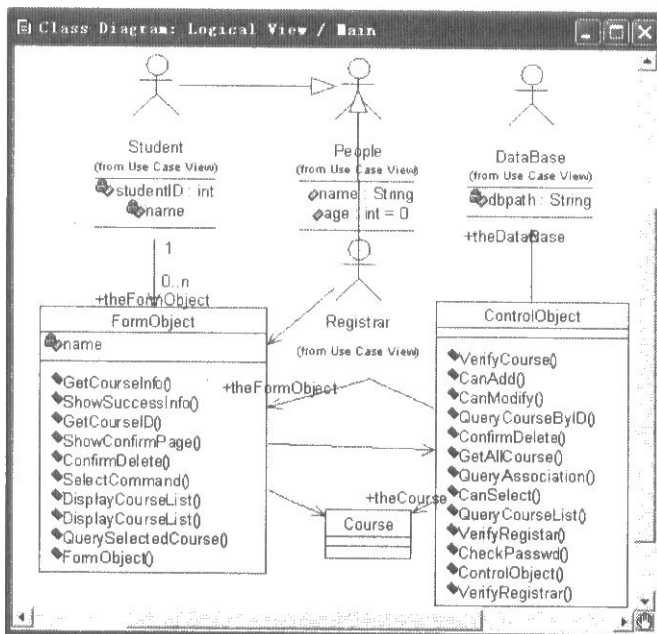 Class Diagram: Logical View / Main
Student
(from Use Case View)
studentID : int
name
People
(from Use Case View)
name : String
age : int = 0
DataBase
(from Use Case View)
dbpath : String
+theDataBase
1
0..n
+theFormObject
FormObject
name
GetCourseInfo()
ShowSuccessInfo()
GetCourseID()
ShowConfirmPage()
ConfirmDelete()
SelectCommand()
DisplayCourseList()
DisplayCourseList()
QuerySelectedCourse()
FormObject()
Registrar
(from Use Case View)
+theFormObject
+theCourse
Course
ControlObject
VerifyCourse()
CanAdd()
CanModify()
QueryCourseByID()
ConfirmDelete()
GetAllCourse()
QueryAssociation()
CanSelect()
QueryCourseList()
VerifyRegistar()
CheckPasswd()
ControlObject()
VerifyRegistrar()